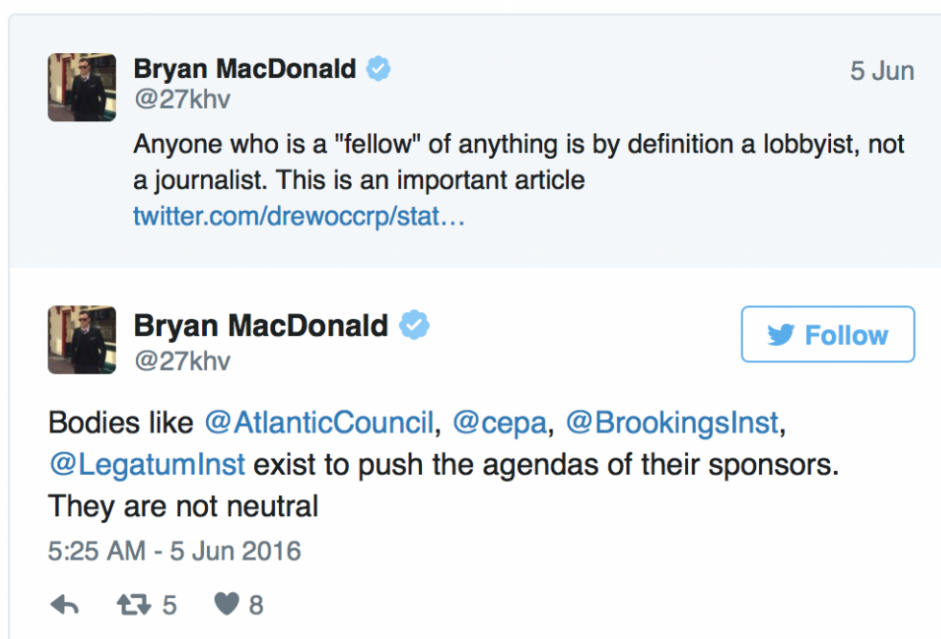 Bryan MacDonald
5 Jun
@27khv
Anyone who is a "fellow" of anything is by definition a lobbyist, not
a journalist. This is an important article
twitter.com/drewoccrp/stat…
Bryan MacDonald
Follow
@27khv
Bodies like @AtlanticCouncil, @cepa, @BrookingsInst,
@LegatumInst exist to push the agendas of their sponsors.
They are not neutral
5:25 AM - 5 Jun 2016
5 8